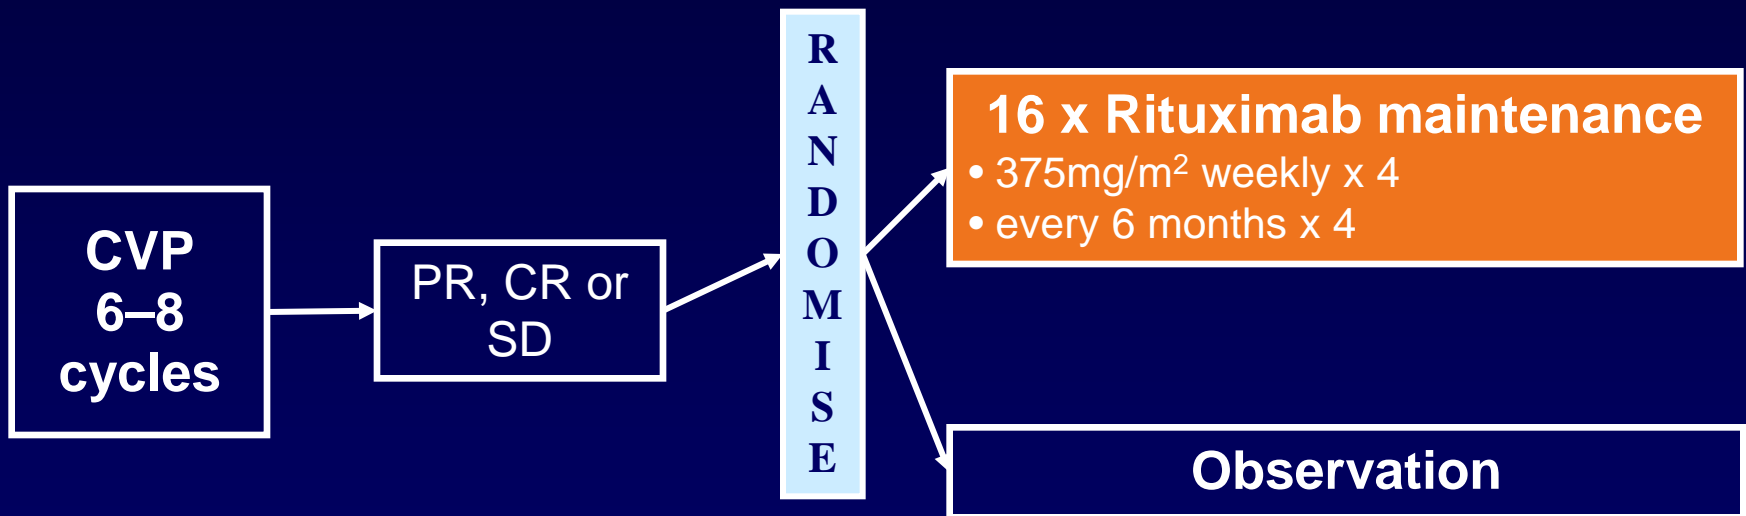 CVP
6–8
cycles
PR, CR or
SD
R
A
N
D
O
M
I
S
E
16 x Rituximab maintenance
• 375mg/m² weekly x 4
• every 6 months x 4
Observation